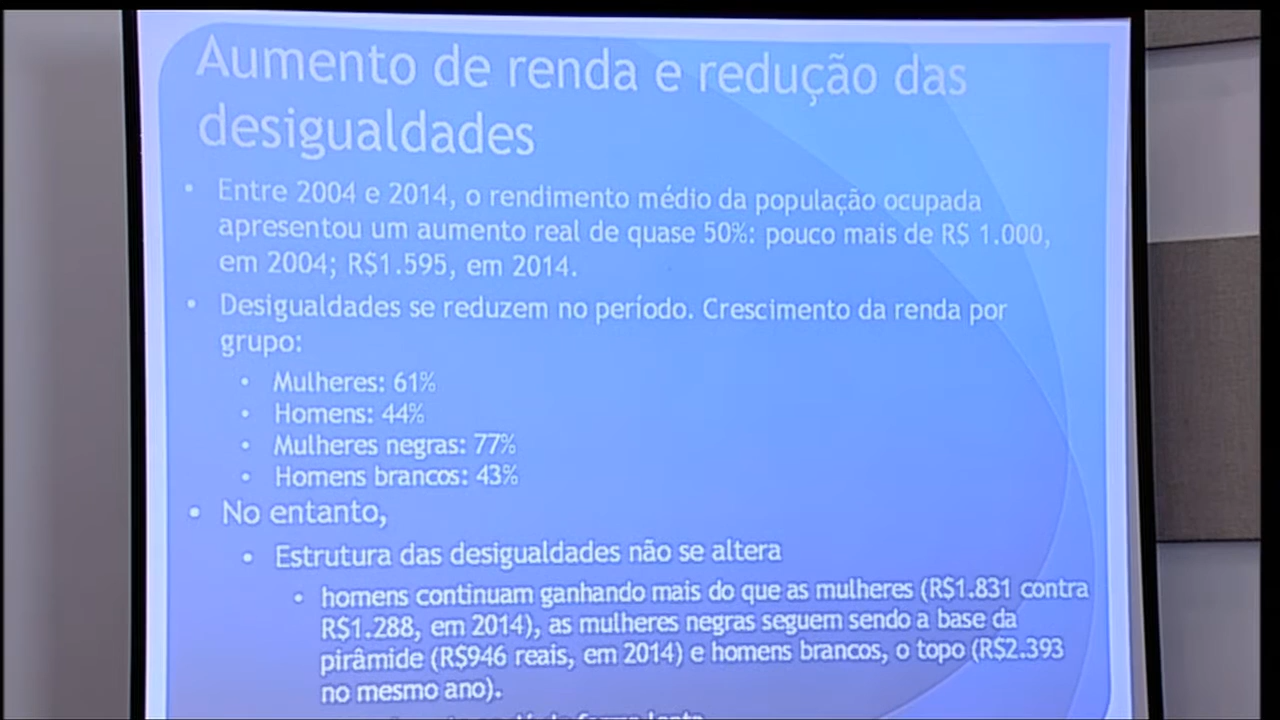 Aumento de renda e redução das
desigualdades
• Entre 2004 e 2014, o rendimento médio da população ocupada
apresentou um aumento real de quase 50%: pouco mais de R$ 1.000,
em 2004; R$1.595, em 2014.
• Desigualdades se reduzem no período. Crescimento da renda por
grupo:
• Mulheres: 61%
• Homens: 44%
• Mulheres negras: 77%
• Homens brancos: 43%
• No entanto,
• Estrutura das desigualdades não se altera
• homens continuam ganhando mais do que as mulheres (R$1.831 contra
R$1.288, em 2014), as mulheres negras seguem sendo a base da
pirâmide (R$946 reais, em 2014) e homens brancos, o topo (R$2.393
no mesmo ano).